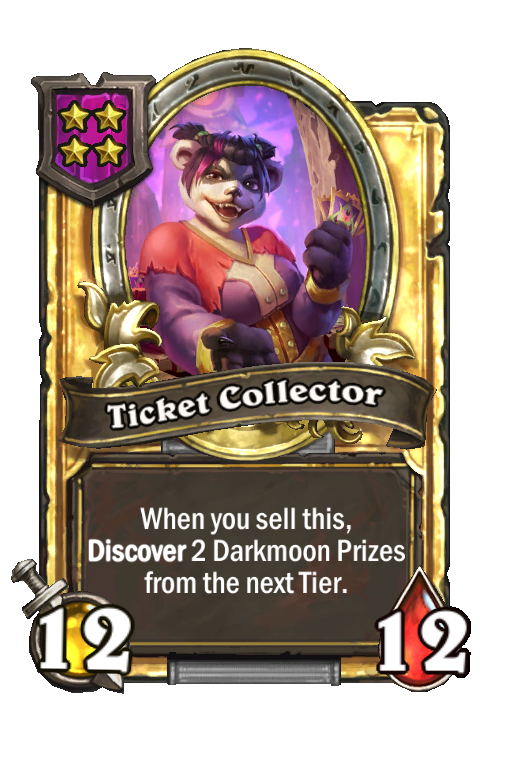 Ticket Collector
When you sell this,
Discover 2 Darkmoon Prizes
from the next Tier.
12
12